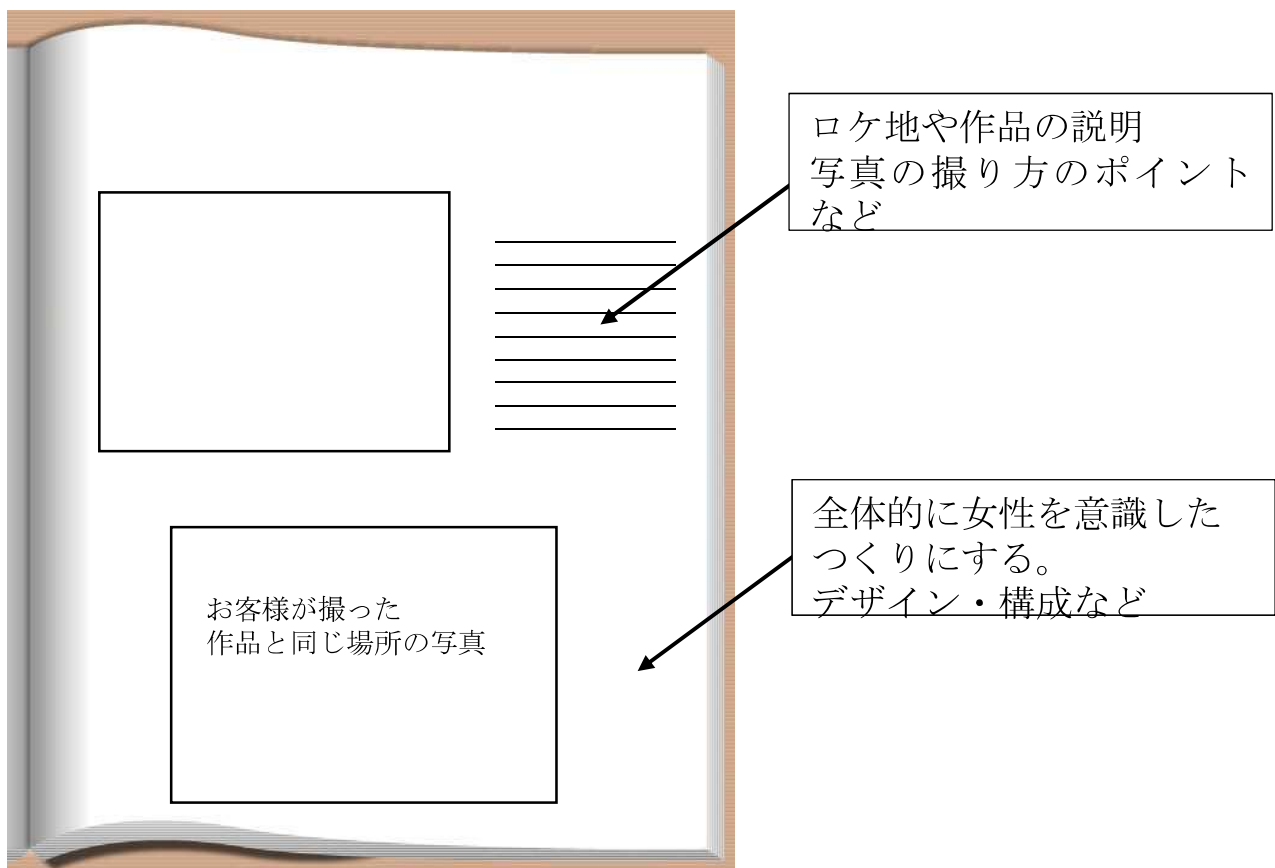 ロケ地や作品の説明
写真の撮り方のポイント
など
全体的に女性を意識した
つくりにする。
デザイン・構成など
お客様が撮った
作品と同じ場所の写真